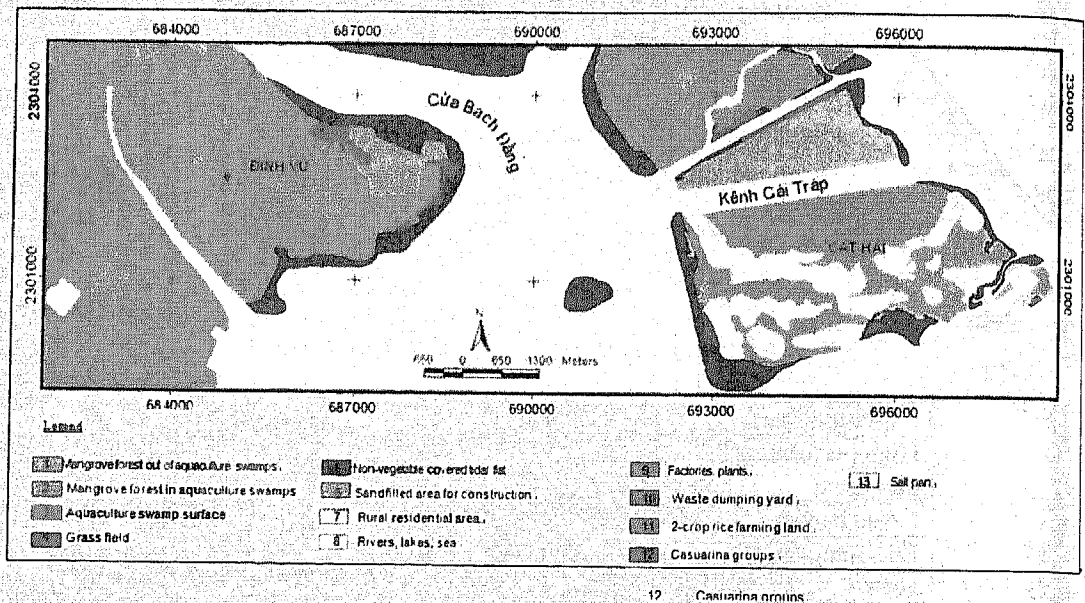 684000 687000 690000 693000 696000
2304000
2301000
Cửa Bạch Đằng
ĐÌNH VŨ
Kênh Cái Tráp
CÁT HẢI
2304000
2301000
N
650 0 650 1300 Meters
684000 687000 690000 693000 696000
Legend
Mangrove forest out of aquaculture swamps.
Mangrove forest in aquaculture swamps
Aquaculture swamp surface
Grass field
Non-vegetable covered tidal flat
Sandfilled area for construction.
7 Rural residential area.
8 Rivers, lakes, sea
9 Factories, plants.
10 Waste dumping yard.
11 2-crop rice farming land.
12 Casuarina groups.
13 Salt pan.
12 Casuarina groups